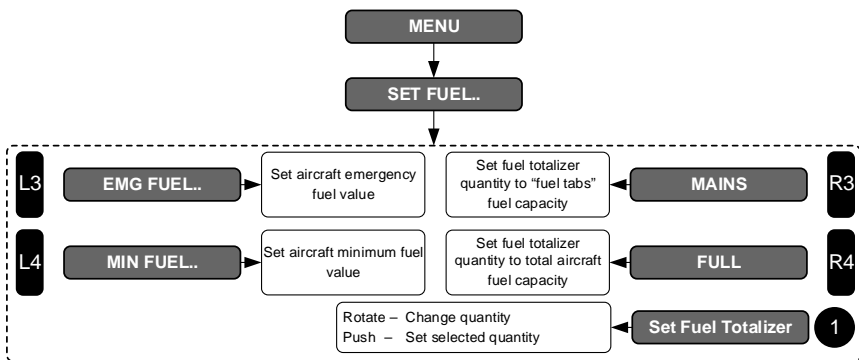 MENU
SET FUEL..
L3
EMG FUEL..
Set aircraft emergency
fuel value
Set fuel totalizer
quantity to “fuel tabs”
fuel capacity
MAINS
R3
L4
MIN FUEL..
Set aircraft minimum fuel
value
Set fuel totalizer
quantity to total aircraft
fuel capacity
FULL
R4
Rotate – Change quantity
Push – Set selected quantity
Set Fuel Totalizer
1